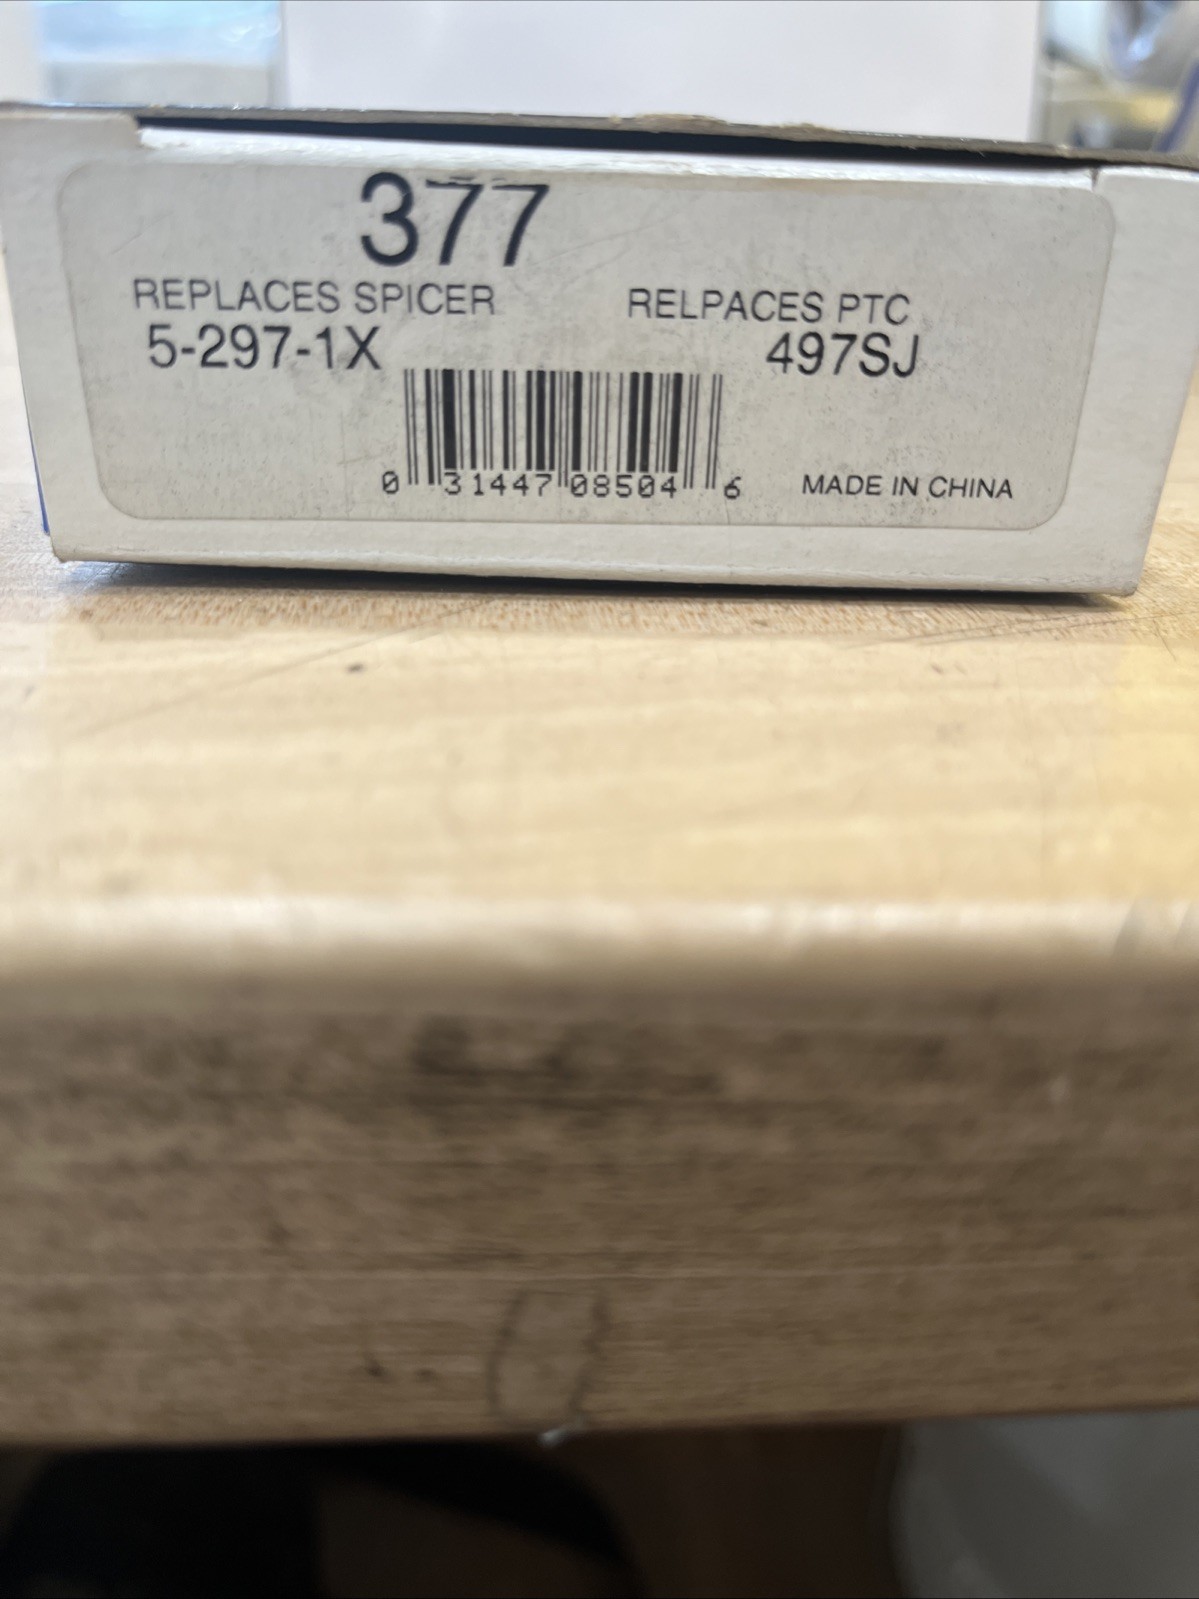 377
REPLACES SPICER
5-297-1X
RELPACES PTC
497SJ
0 31447 08504 6
MADE IN CHINA